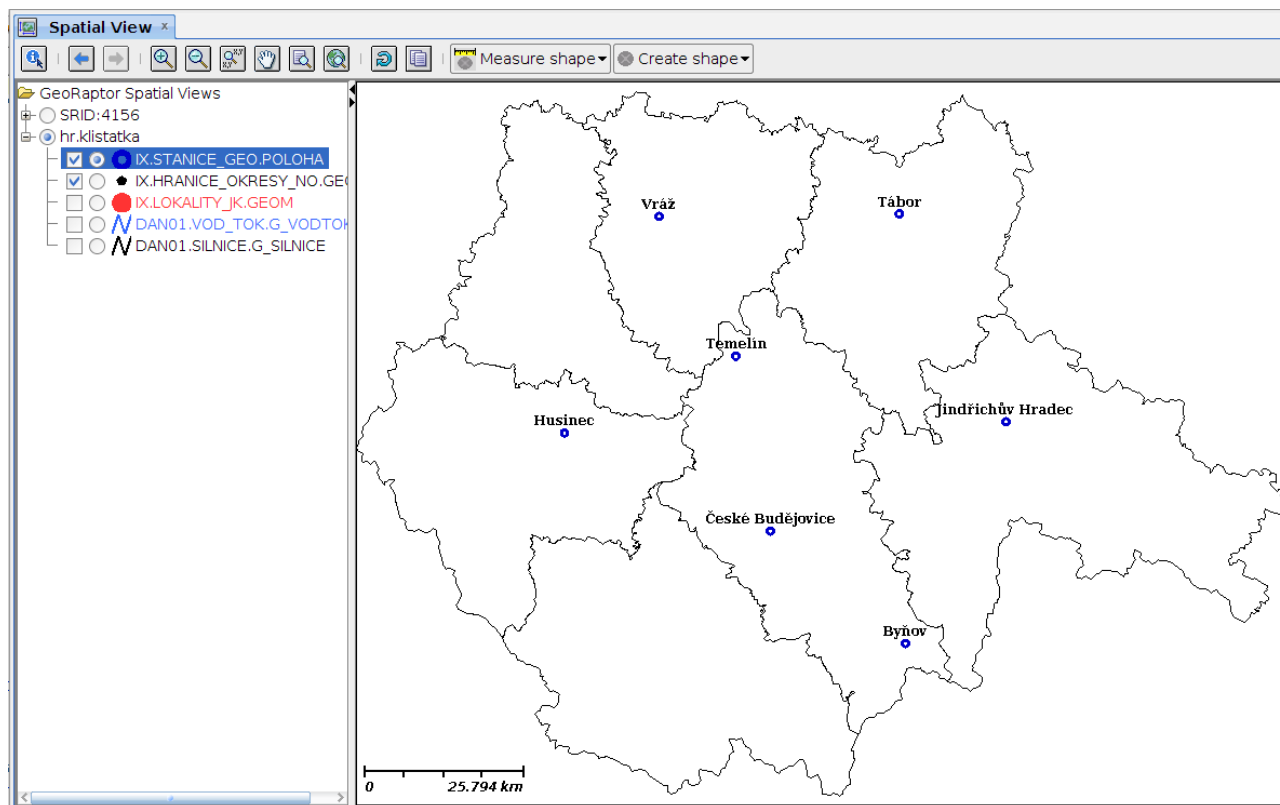 Spatial View ×
Measure shape Create shape
GeoRaptor Spatial Views
SRID:4156
hr.klistatka
IX.STANICE_GEO.POLOHA
IX.HRANICE_OKRESY_NO.GEO
IX.LOKALITY_JK.GEOM
DAN01.VOD_TOK.G_VODTOK
DAN01.SILNICE.G_SILNICE
Vráž
Tábor
Temelín
Jindřichův Hradec
Husinec
České Budějovice
Byňov
0 25.794 km